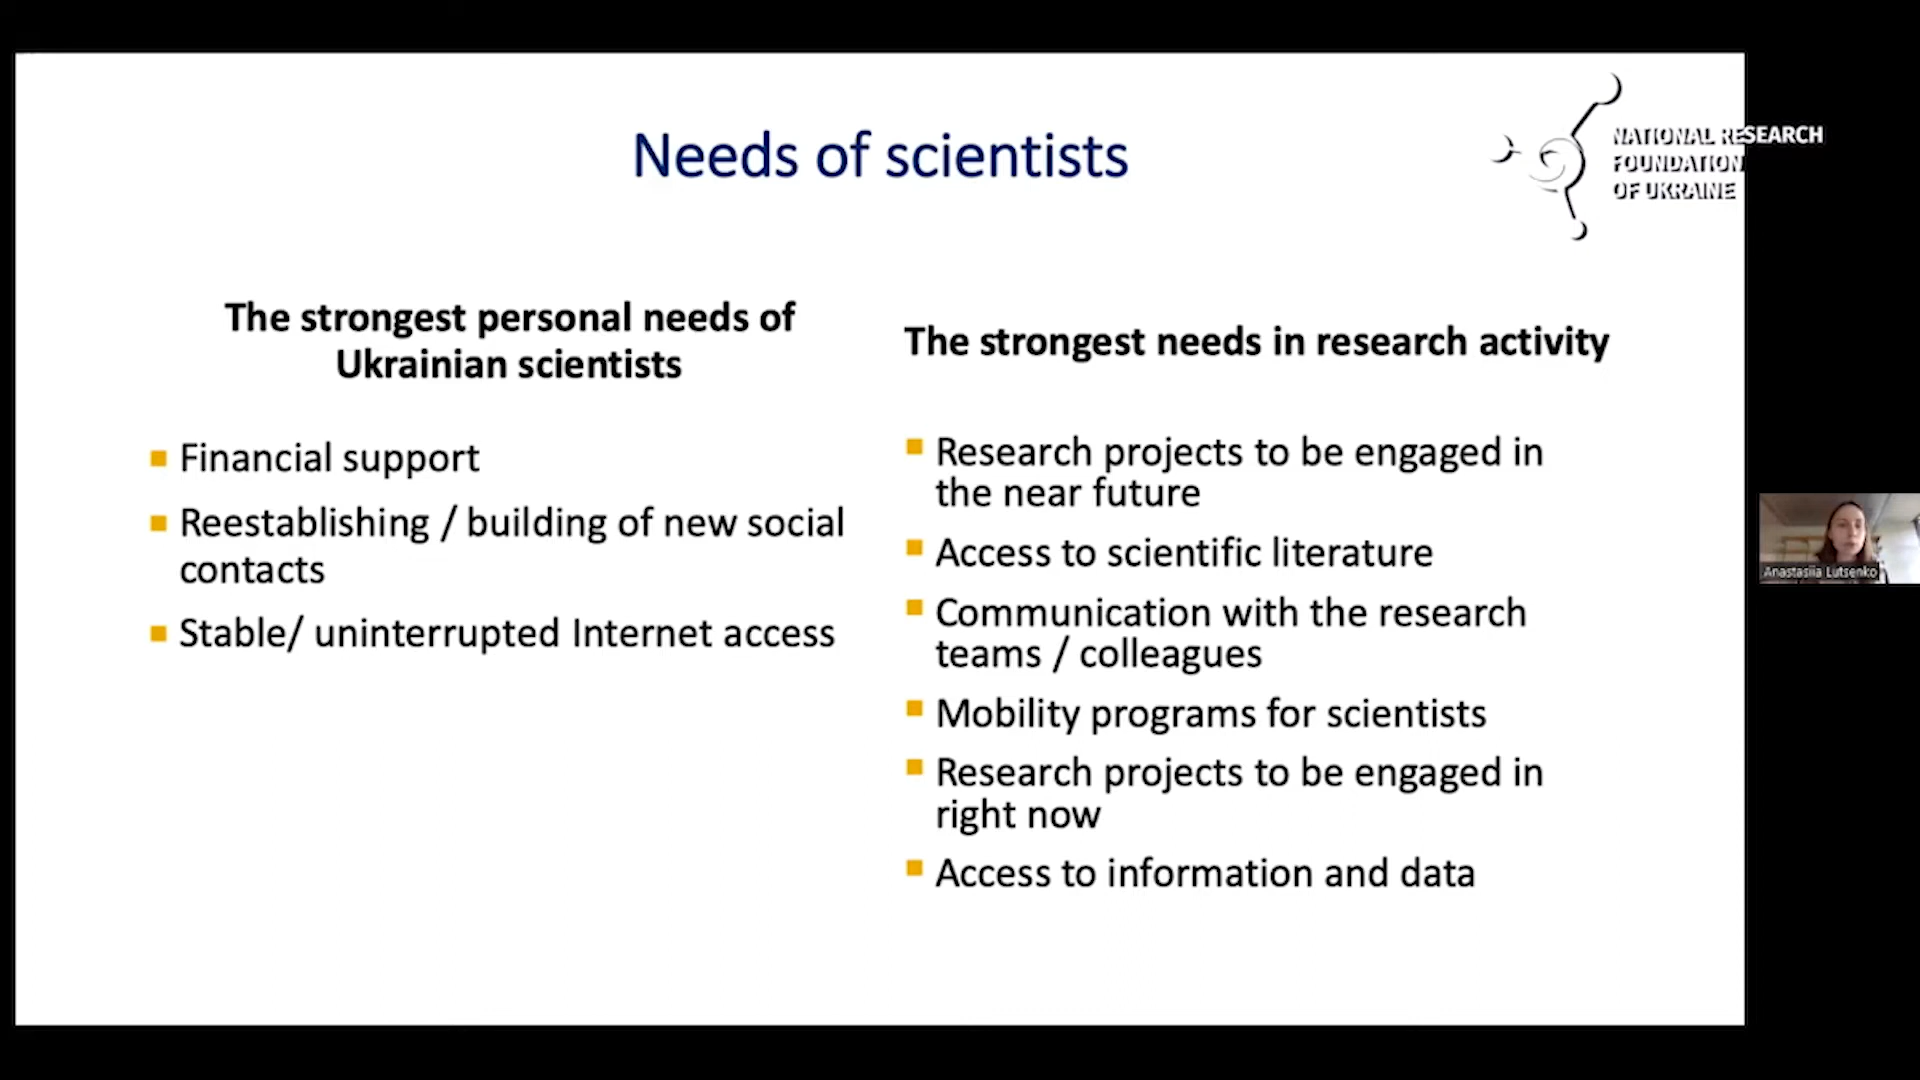 Needs of scientists
NATIONAL RESEARCH
FOUNDATION
OF UKRAINE
The strongest personal needs of
Ukrainian scientists
Financial support
Reestablishing / building of new social
contacts
Stable/ uninterrupted Internet access
The strongest needs in research activity
Research projects to be engaged in
the near future
Access to scientific literature
Communication with the research
teams / colleagues
Mobility programs for scientists
Research projects to be engaged in
right now
Access to information and data
Anastasiia Lutsenko